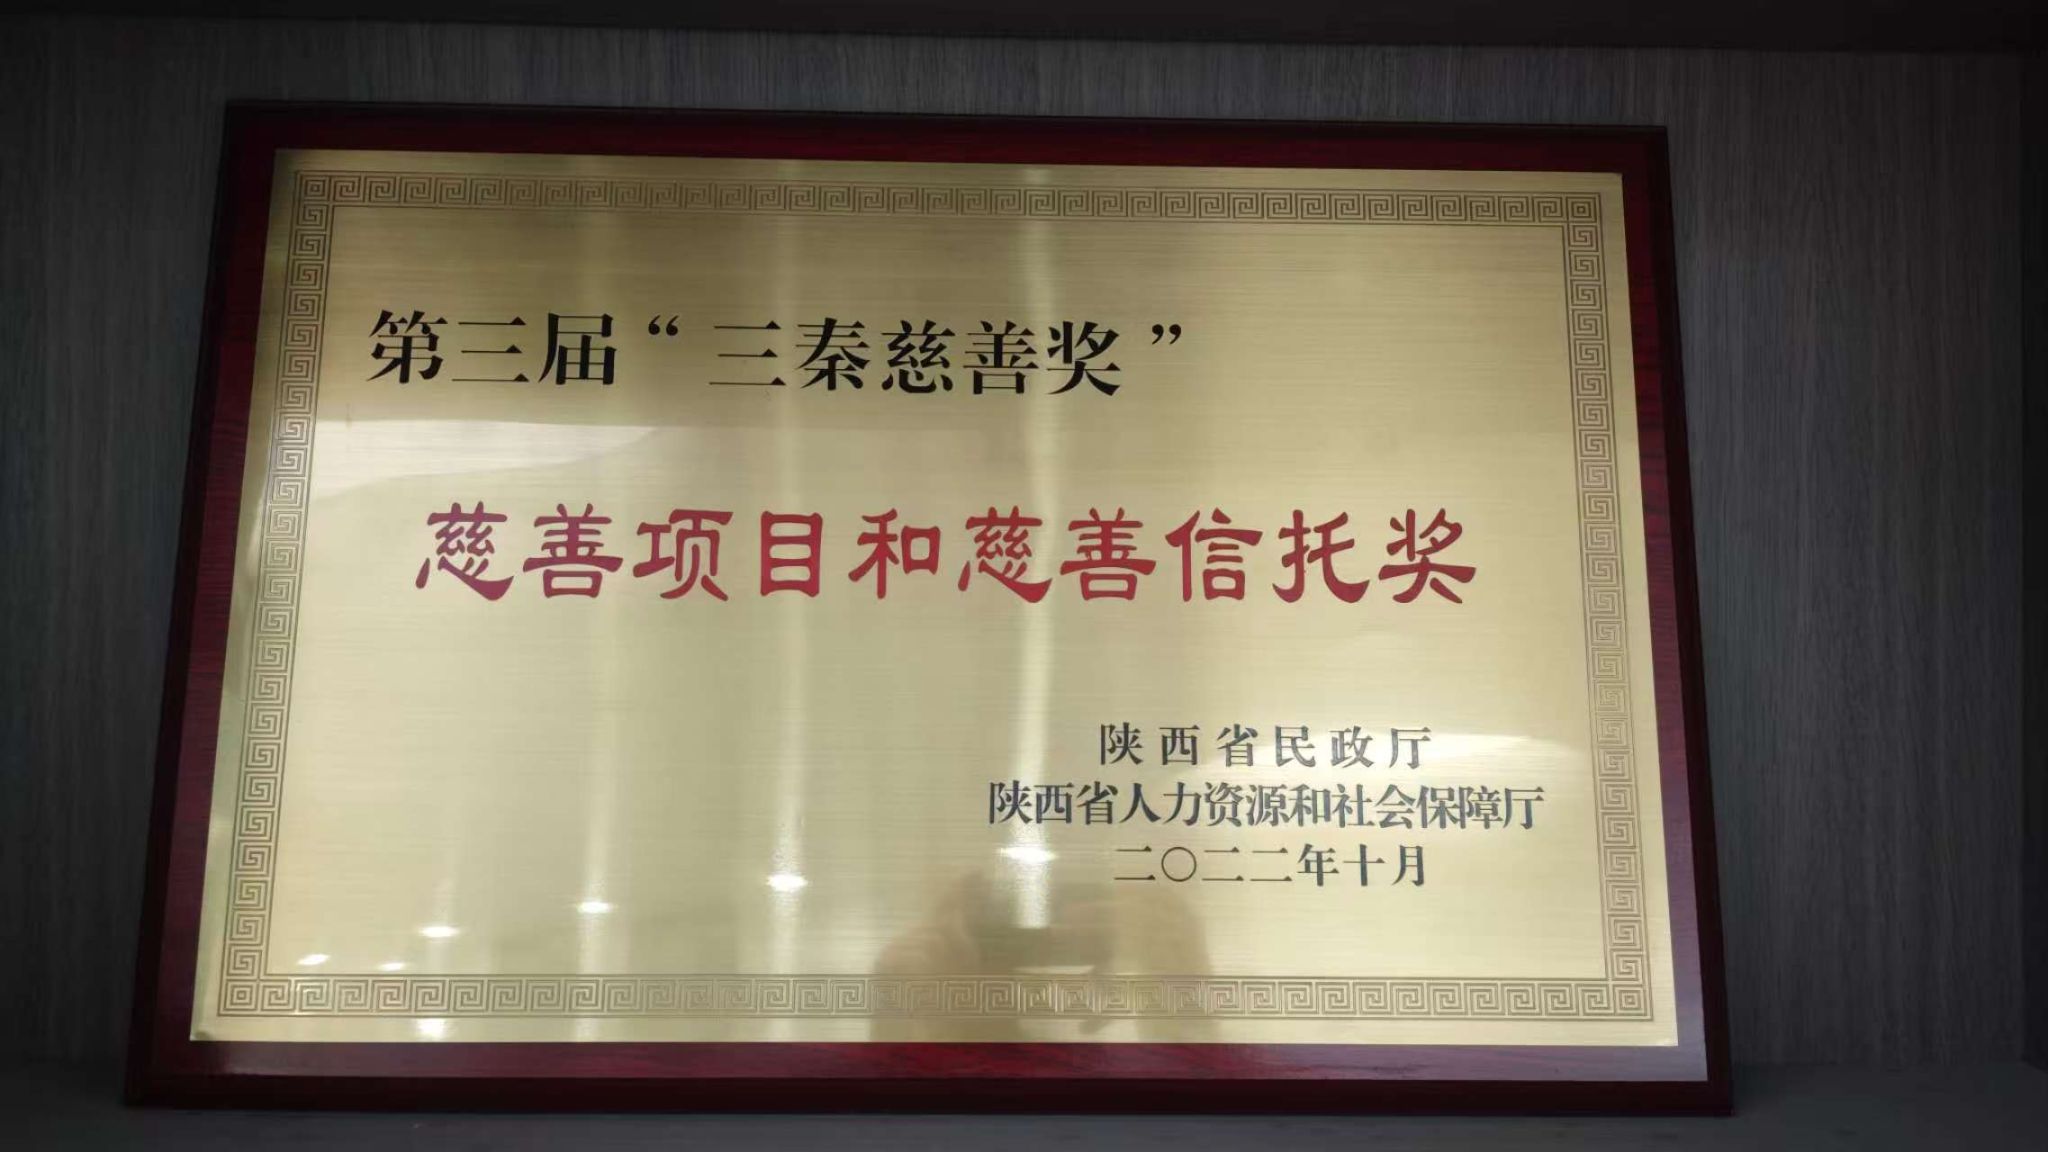 第三届“三秦慈善奖”
慈善项目和慈善信托奖
陕西省民政厅
陕西省人力资源和社会保障厅
二〇二二年十月